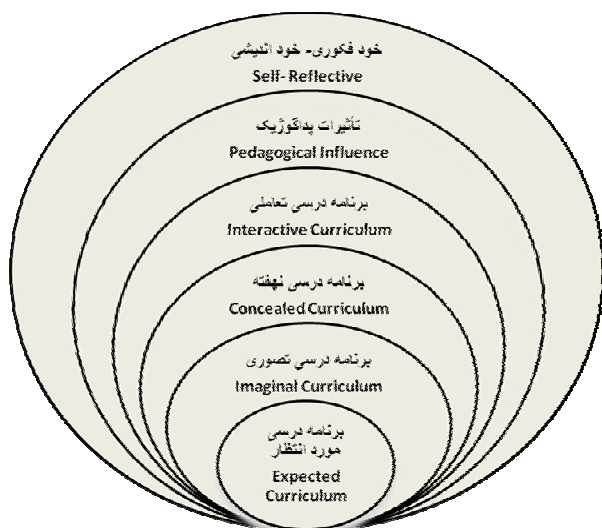 خود فکوری- خود اندیشی
Self- Reflective
تأثیرات پداگوژیک
Pedagogical Influence
برنامه درسی تعاملی
Interactive Curriculum
برنامه درسی نهفته
Concealed Curriculum
برنامه درسی تصوری
Imaginal Curriculum
برنامه درسی
مورد انتظار
Expected
Curriculum